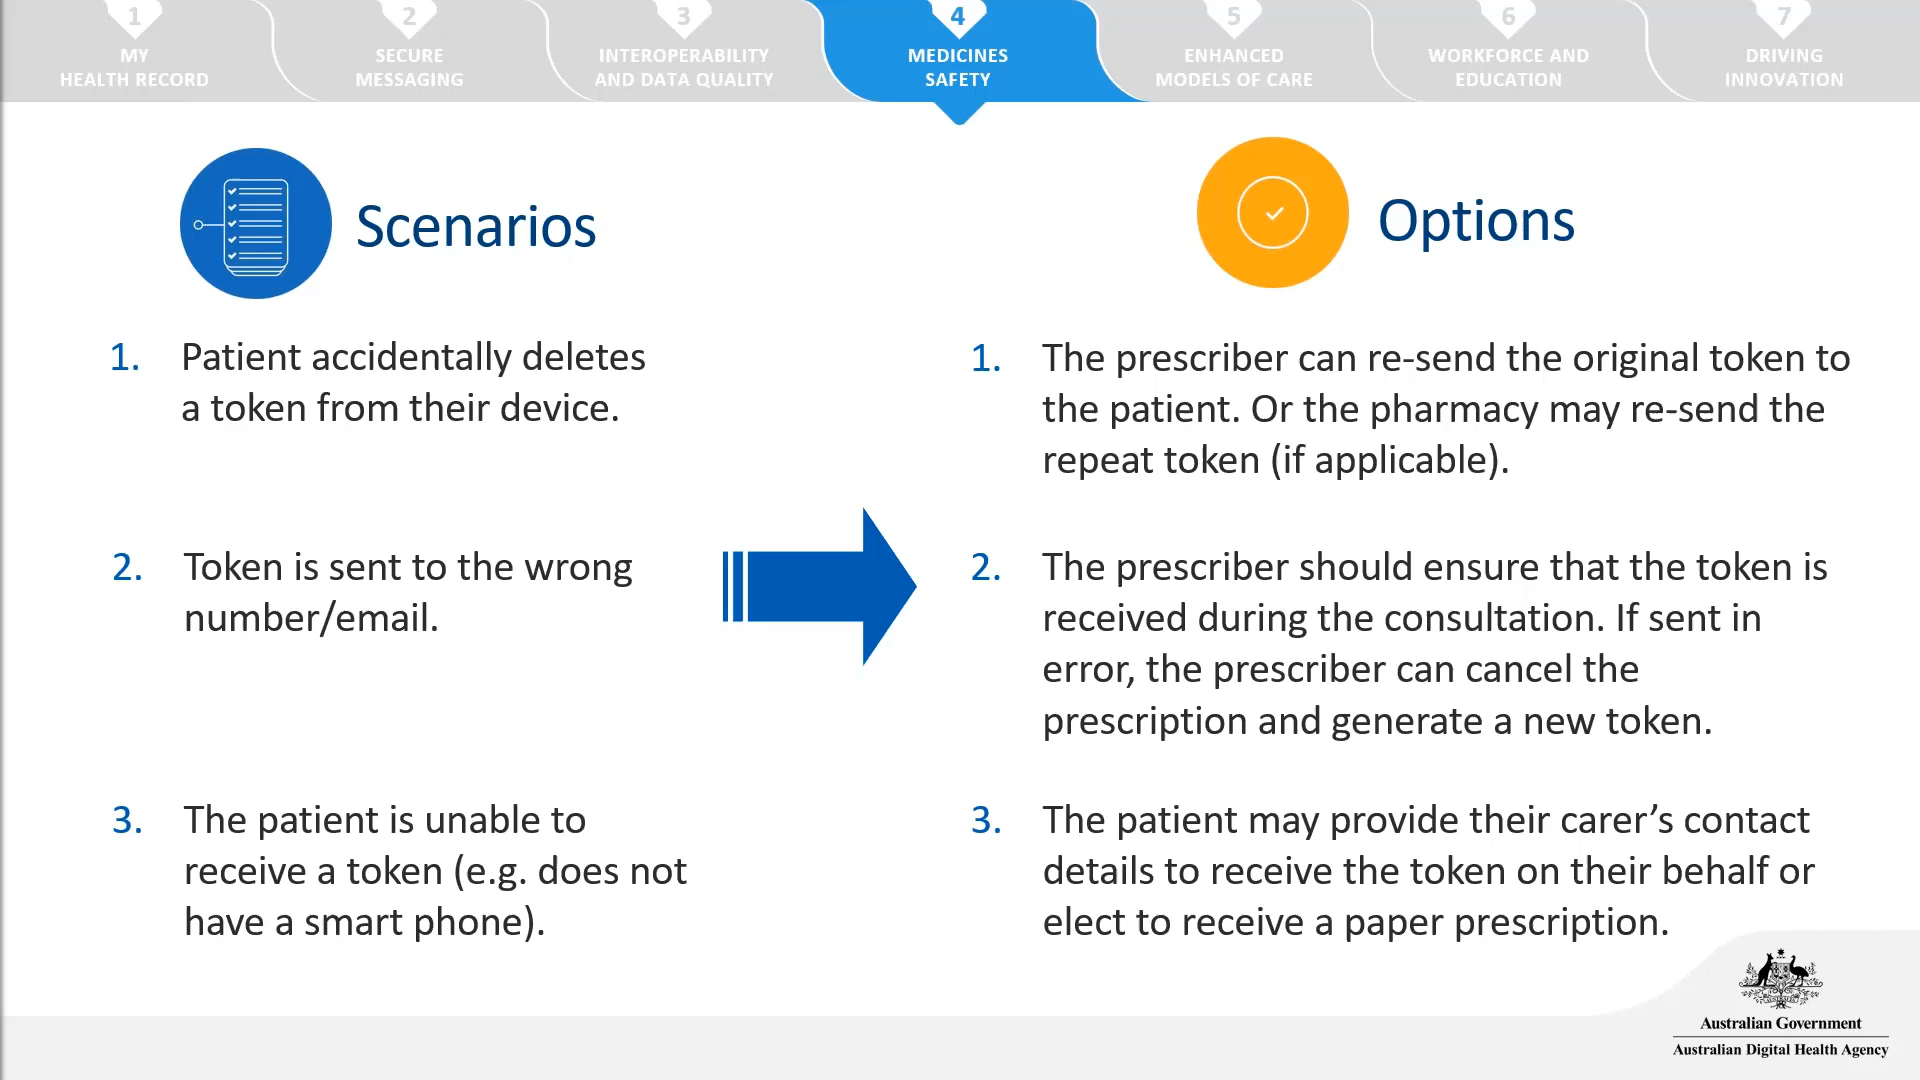 1
MY
HEALTH RECORD
2
SECURE
MESSAGING
3
INTEROPERABILITY
AND DATA QUALITY
4
MEDICINES
SAFETY
5
ENHANCED
MODELS OF CARE
6
WORKFORCE AND
EDUCATION
7
DRIVING
INNOVATION
Scenarios
1. Patient accidentally deletes
a token from their device.
2. Token is sent to the wrong
number/email.
3. The patient is unable to
receive a token (e.g. does not
have a smart phone).
Options
1. The prescriber can re-send the original token to
the patient. Or the pharmacy may re-send the
repeat token (if applicable).
2. The prescriber should ensure that the token is
received during the consultation. If sent in
error, the prescriber can cancel the
prescription and generate a new token.
3. The patient may provide their carer’s contact
details to receive the token on their behalf or
elect to receive a paper prescription.
Australian Government
Australian Digital Health Agency